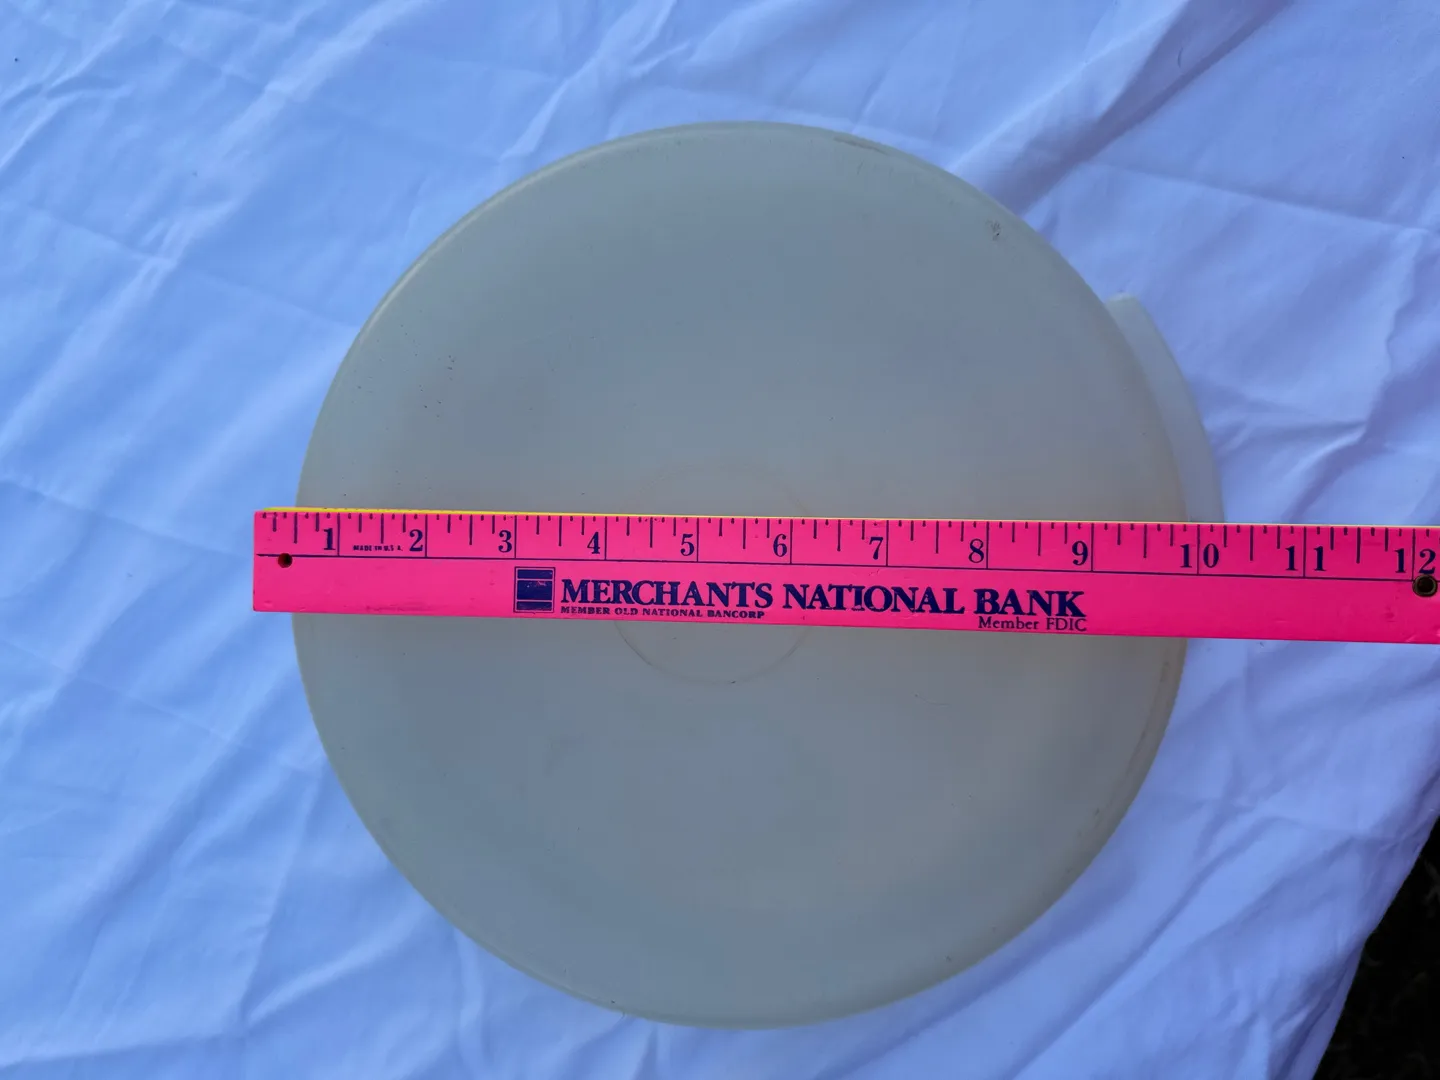 1 2 3 4 5 6 7 8 9 10 11 12
MADE IN U.S.A.
MERCHANTS NATIONAL BANK
MEMBER OLD NATIONAL BANCORP
Member FDIC